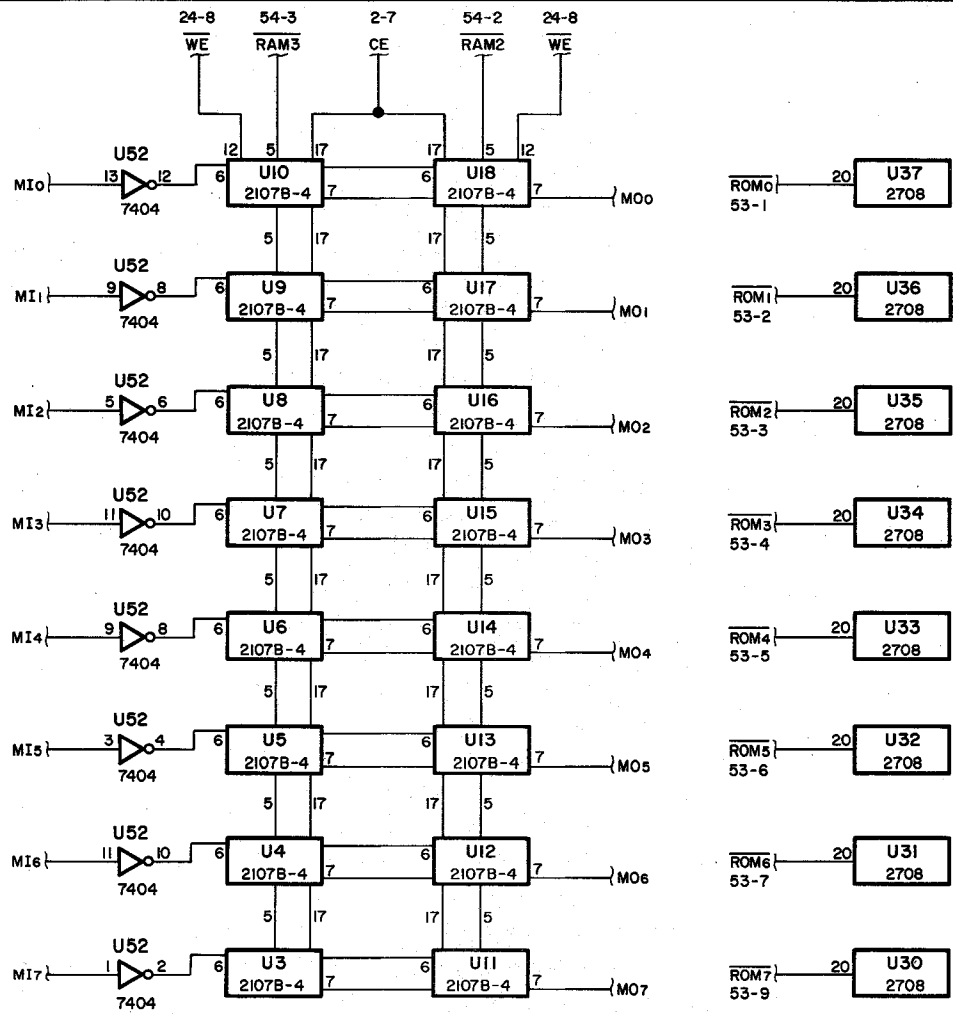 24-8 54-3 2-7 54-2 24-8
WE RAM3 CE RAM2 WE
12 5 17 17 5 12
U52 U10 U18 U37
MI0 13 12 6 2107B-4 7 6 2107B-4 7 MO0 ROM0 20 2708
7404 53-1
5 17 17 5
U52 U9 U17 U36
MI1 9 8 6 2107B-4 7 6 2107B-4 7 MO1 ROM1 20 2708
7404 53-2
5 17 17 5
U52 U8 U16 U35
MI2 5 6 6 2107B-4 7 6 2107B-4 7 MO2 ROM2 20 2708
7404 53-3
5 17 17 5
U52 U7 U15 U34
MI3 11 10 6 2107B-4 7 6 2107B-4 7 MO3 ROM3 20 2708
7404 53-4
5 17 17 5
U52 U6 U14 U33
MI4 9 8 6 2107B-4 7 6 2107B-4 7 MO4 ROM4 20 2708
7404 53-5
5 17 17 5
U52 U5 U13 U32
MI5 3 4 6 2107B-4 7 6 2107B-4 7 MO5 ROM5 20 2708
7404 53-6
5 17 17 5
U52 U4 U12 U31
MI6 11 10 6 2107B-4 7 6 2107B-4 7 MO6 ROM6 20 2708
7404 53-7
5 17 17 5
U52 U3 U11 U30
MI7 1 2 6 2107B-4 7 6 2107B-4 7 MO7 ROM7 20 2708
7404 53-9